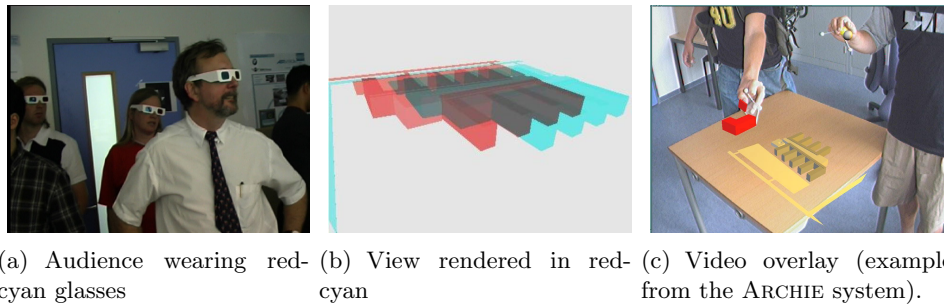 (a) Audience wearing red-
cyan glasses
(b) View rendered in red-
cyan
(c) Video overlay (example
from the ARCHIE system).